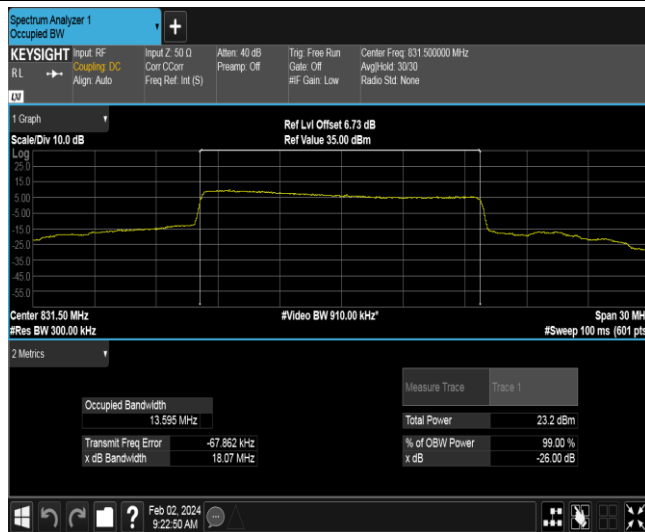 Spectrum Analyzer 1
Occupied BW
+
KEYSIGHT Input: RF Input Z: 50 Ω Atten: 40 dB Trig: Free Run Center Freq: 831.500000 MHz
RL Coupling: DC Corr CCorr Preamp: Off Gate: Off Avg|Hold: 30/30
Align: Auto Freq Ref: Int (S) #IF Gain: Low Radio Std: None
LXI
1 Graph
Ref Lvl Offset 6.73 dB
Scale/Div 10.0 dB Ref Value 35.00 dBm
Log
25.0
15.0
5.00
-5.00
-15.0
-25.0
-35.0
-45.0
-55.0
Center 831.50 MHz #Video BW 910.00 kHz* Span 30 MH
#Res BW 300.00 kHz #Sweep 100 ms (601 pts
2 Metrics
Measure Trace Trace 1
Occupied Bandwidth
13.595 MHz
Total Power 23.2 dBm
Transmit Freq Error -67.862 kHz % of OBW Power 99.00 %
x dB Bandwidth 18.07 MHz x dB -26.00 dB
?
Feb 02, 2024
9:22:50 AM